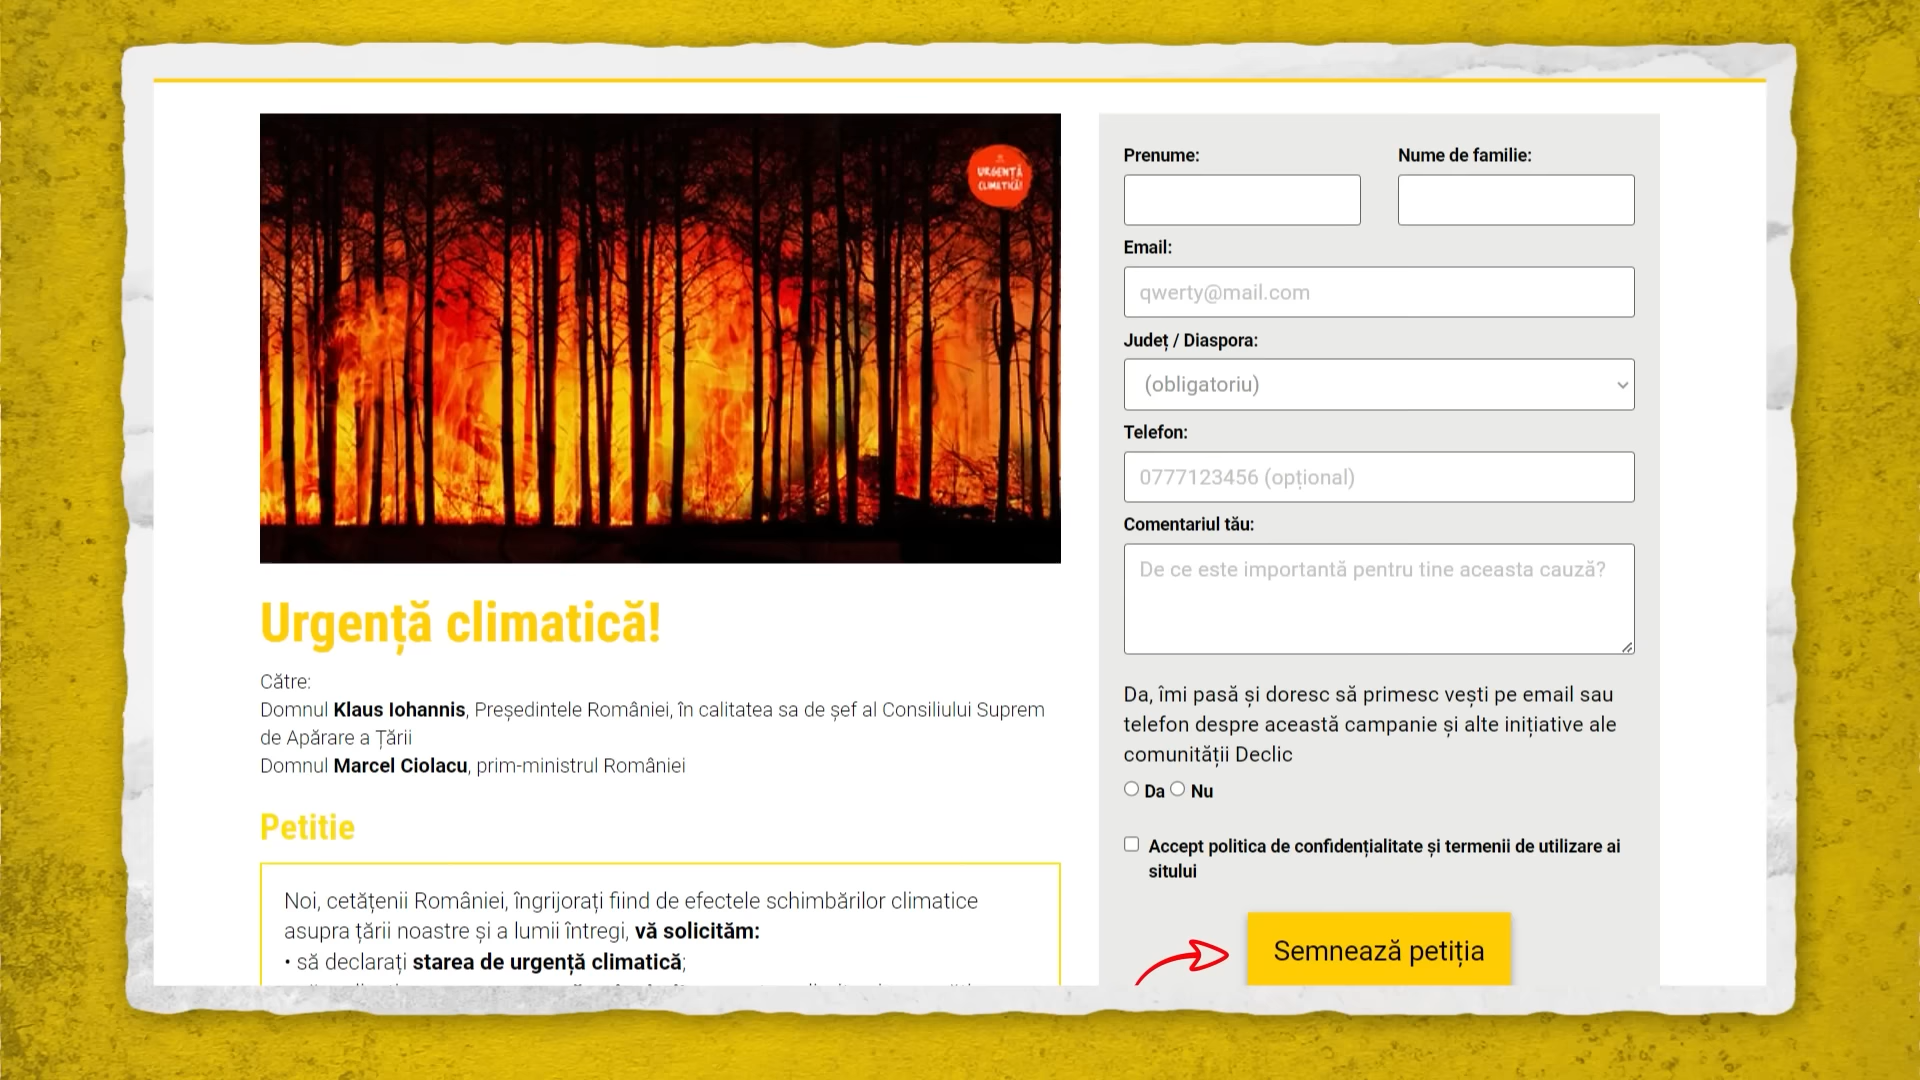 URGENȚĂ
CLIMATICĂ!
Urgență climatică!
Către:
Domnul Klaus Iohannis, Președintele României, în calitatea sa de șef al Consiliului Suprem
de Apărare a Țării
Domnul Marcel Ciolacu, prim-ministrul României
Petitie
Noi, cetățenii României, îngrijorați fiind de efectele schimbărilor climatice
asupra țării noastre și a lumii întregi, vă solicităm:
• să declarați starea de urgență climatică;
Prenume:
Nume de familie:
Email:
qwerty@mail.com
Județ / Diaspora:
(obligatoriu)
Telefon:
0777123456 (opțional)
Comentariul tău:
De ce este importantă pentru tine aceasta cauză?
Da, îmi pasă și doresc să primesc vești pe email sau
telefon despre această campanie și alte inițiative ale
comunității Declic
Da Nu
Accept politica de confidențialitate și termenii de utilizare ai
sitului
Semnează petiția